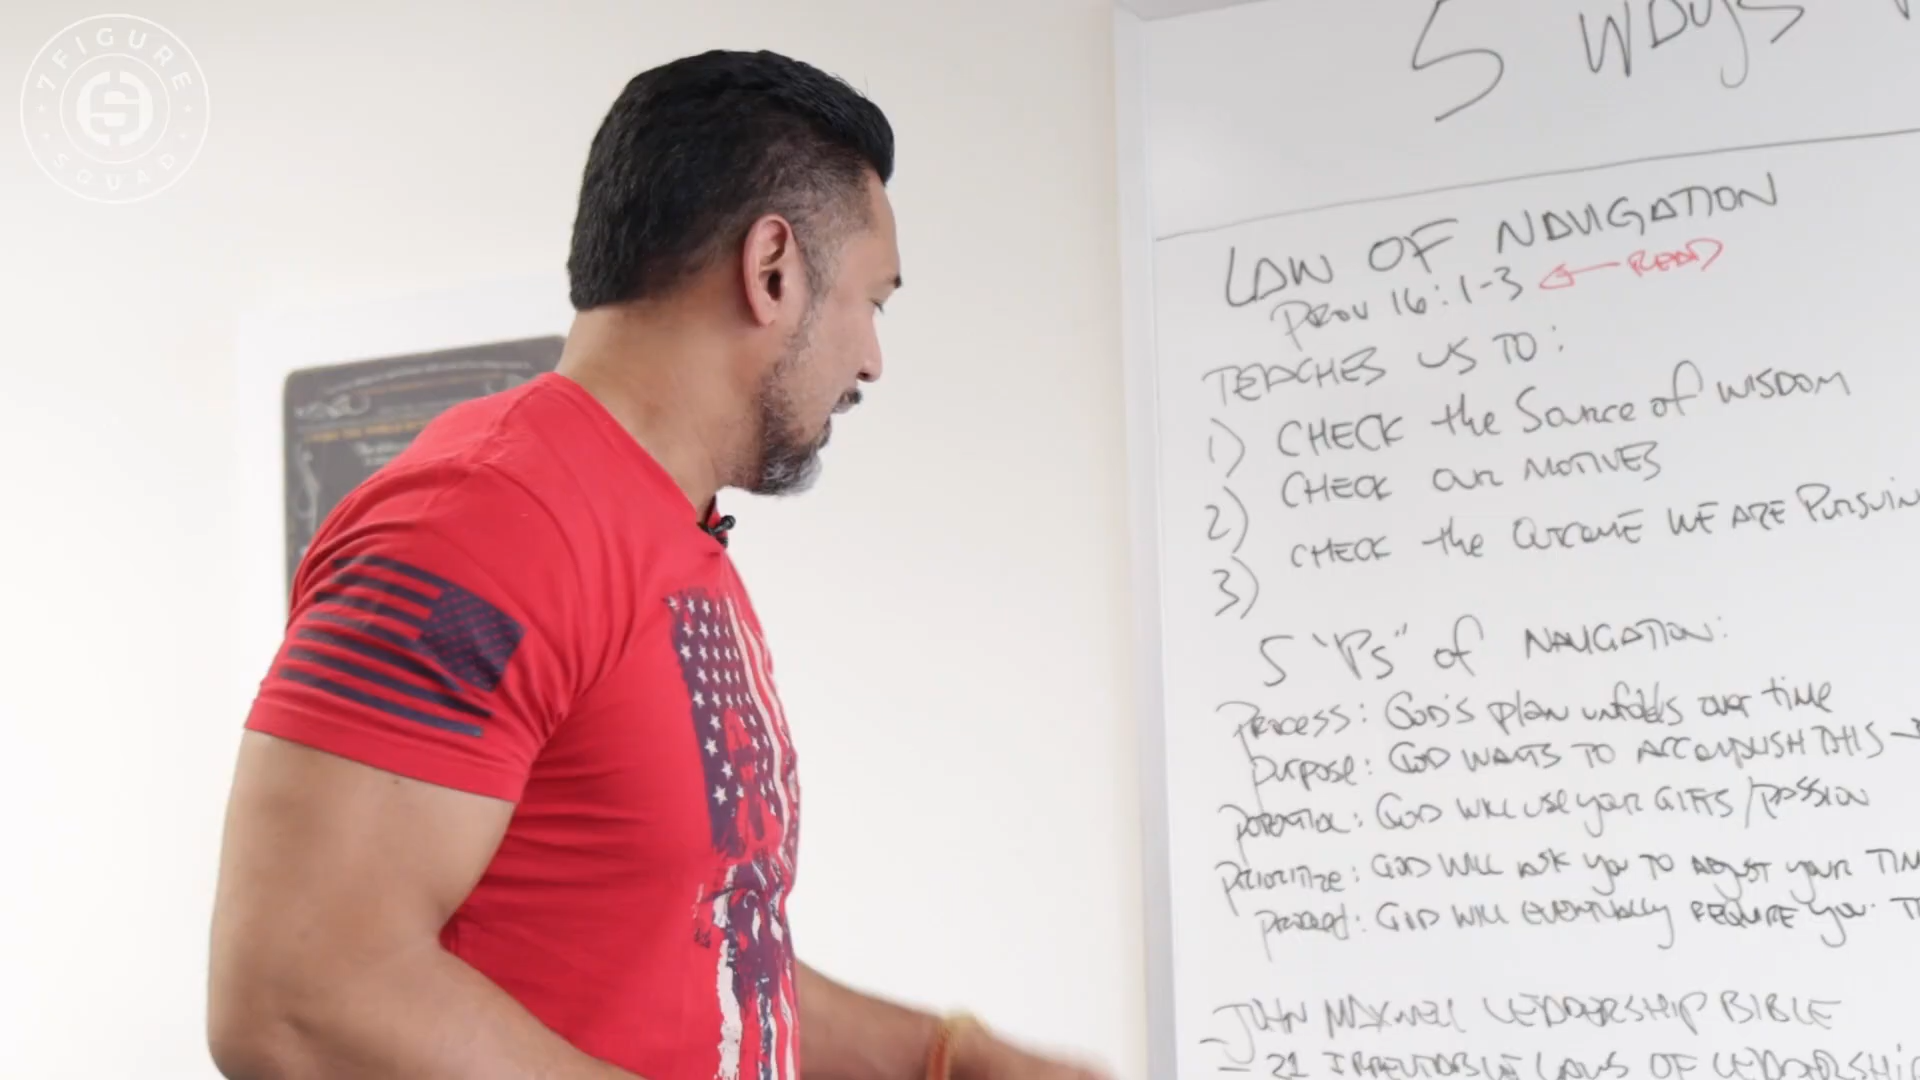 7 FIGURE SQUAD
5 WAYS
LAW OF NAVIGATION
PROV 16:1-3 ← READ
TEACHES US TO:
1) CHECK the Source of WISDOM
2) CHECK our MOTIVES
3) CHECK the OUTCOME WE ARE PURSUIN
5 "Ps" of NAVIGATION:
Process: GOD'S plan unfolds over time
Purpose: GOD WANTS TO ACCOMPLISH THIS
Potential: GOD WILL USE your GIFTS/PASSION
Prioritize: GOD WILL ASK YOU TO ADJUST your TIM
Proceed: GOD WILL EVENTUALLY REQUIRE YOU T
- JOHN MAXWELL LEADERSHIP BIBLE
- 21 IRREFUTABLE LAWS OF LEADERSHIP